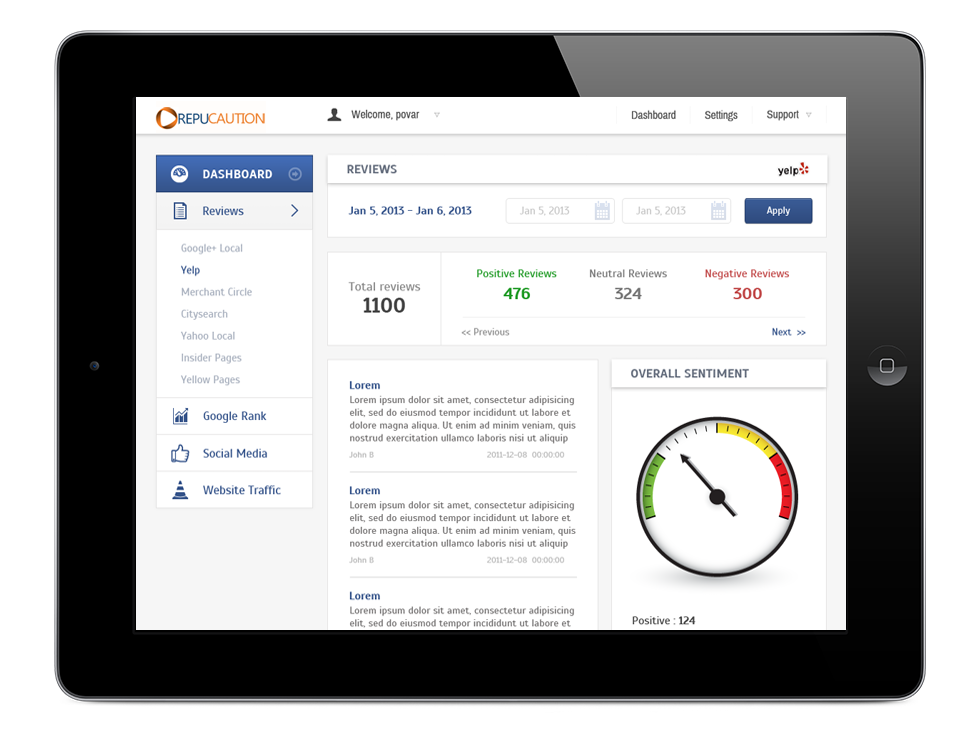 REPUCAUTION
Welcome, povar
Dashboard
Settings
Support
DASHBOARD
Reviews
Google+ Local
Yelp
Merchant Circle
Citysearch
Yahoo Local
Insider Pages
Yellow Pages
Google Rank
Social Media
Website Traffic
REVIEWS
yelp
Jan 5, 2013 - Jan 6, 2013
Jan 5, 2013
Jan 5, 2013
Apply
Total reviews
1100
Positive Reviews
476
Neutral Reviews
324
Negative Reviews
300
<< Previous
Next >>
Lorem
Lorem ipsum dolor sit amet, consectetur adipisicing
elit, sed do eiusmod tempor incididunt ut labore et
dolore magna aliqua. Ut enim ad minim veniam, quis
nostrud exercitation ullamco laboris nisi ut aliquip
John B
2011-12-08 00:00:00
Lorem
Lorem ipsum dolor sit amet, consectetur adipisicing
elit, sed do eiusmod tempor incididunt ut labore et
dolore magna aliqua. Ut enim ad minim veniam, quis
nostrud exercitation ullamco laboris nisi ut aliquip
John B
2011-12-08 00:00:00
Lorem
Lorem ipsum dolor sit amet, consectetur adipisicing
elit, sed do eiusmod tempor incididunt ut labore et
OVERALL SENTIMENT
Positive : 124